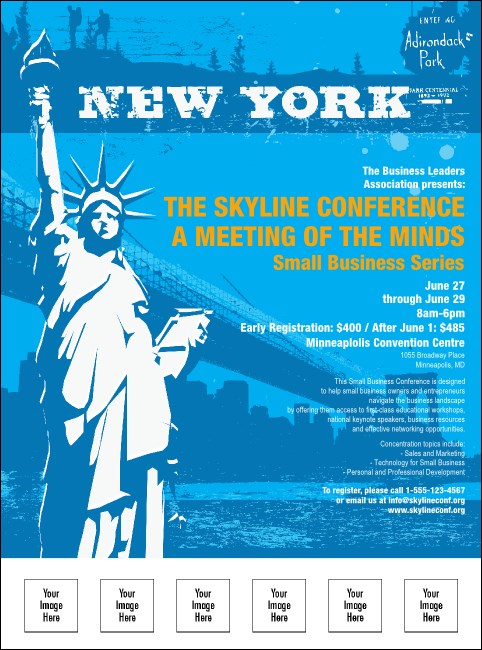 ENTERING
Adirondack
Park
PARK CENTENNIAL
1892 - 1992
NEW YORK
The Business Leaders
Association presents:
THE SKYLINE CONFERENCE
A MEETING OF THE MINDS
Small Business Series
June 27
through June 29
8am-6pm
Early Registration: $400 / After June 1: $485
Minneaplolis Convention Centre
1055 Broadway Place
Minneapolis, MD
This Small Business Conference is designed
to help small business owners and entrepreneurs
navigate the business landscape
by offering them access to first-class educational workshops,
national keynote speakers, business resources
and effective networking opportunities.
Concentration topics include:
- Sales and Marketing
- Technology for Small Business
- Personal and Professional Development
To register, please call 1-555-123-4567
or email us at info@skylineconf.org
www.skylineconf.org
Your
Image
Here
Your
Image
Here
Your
Image
Here
Your
Image
Here
Your
Image
Here
Your
Image
Here